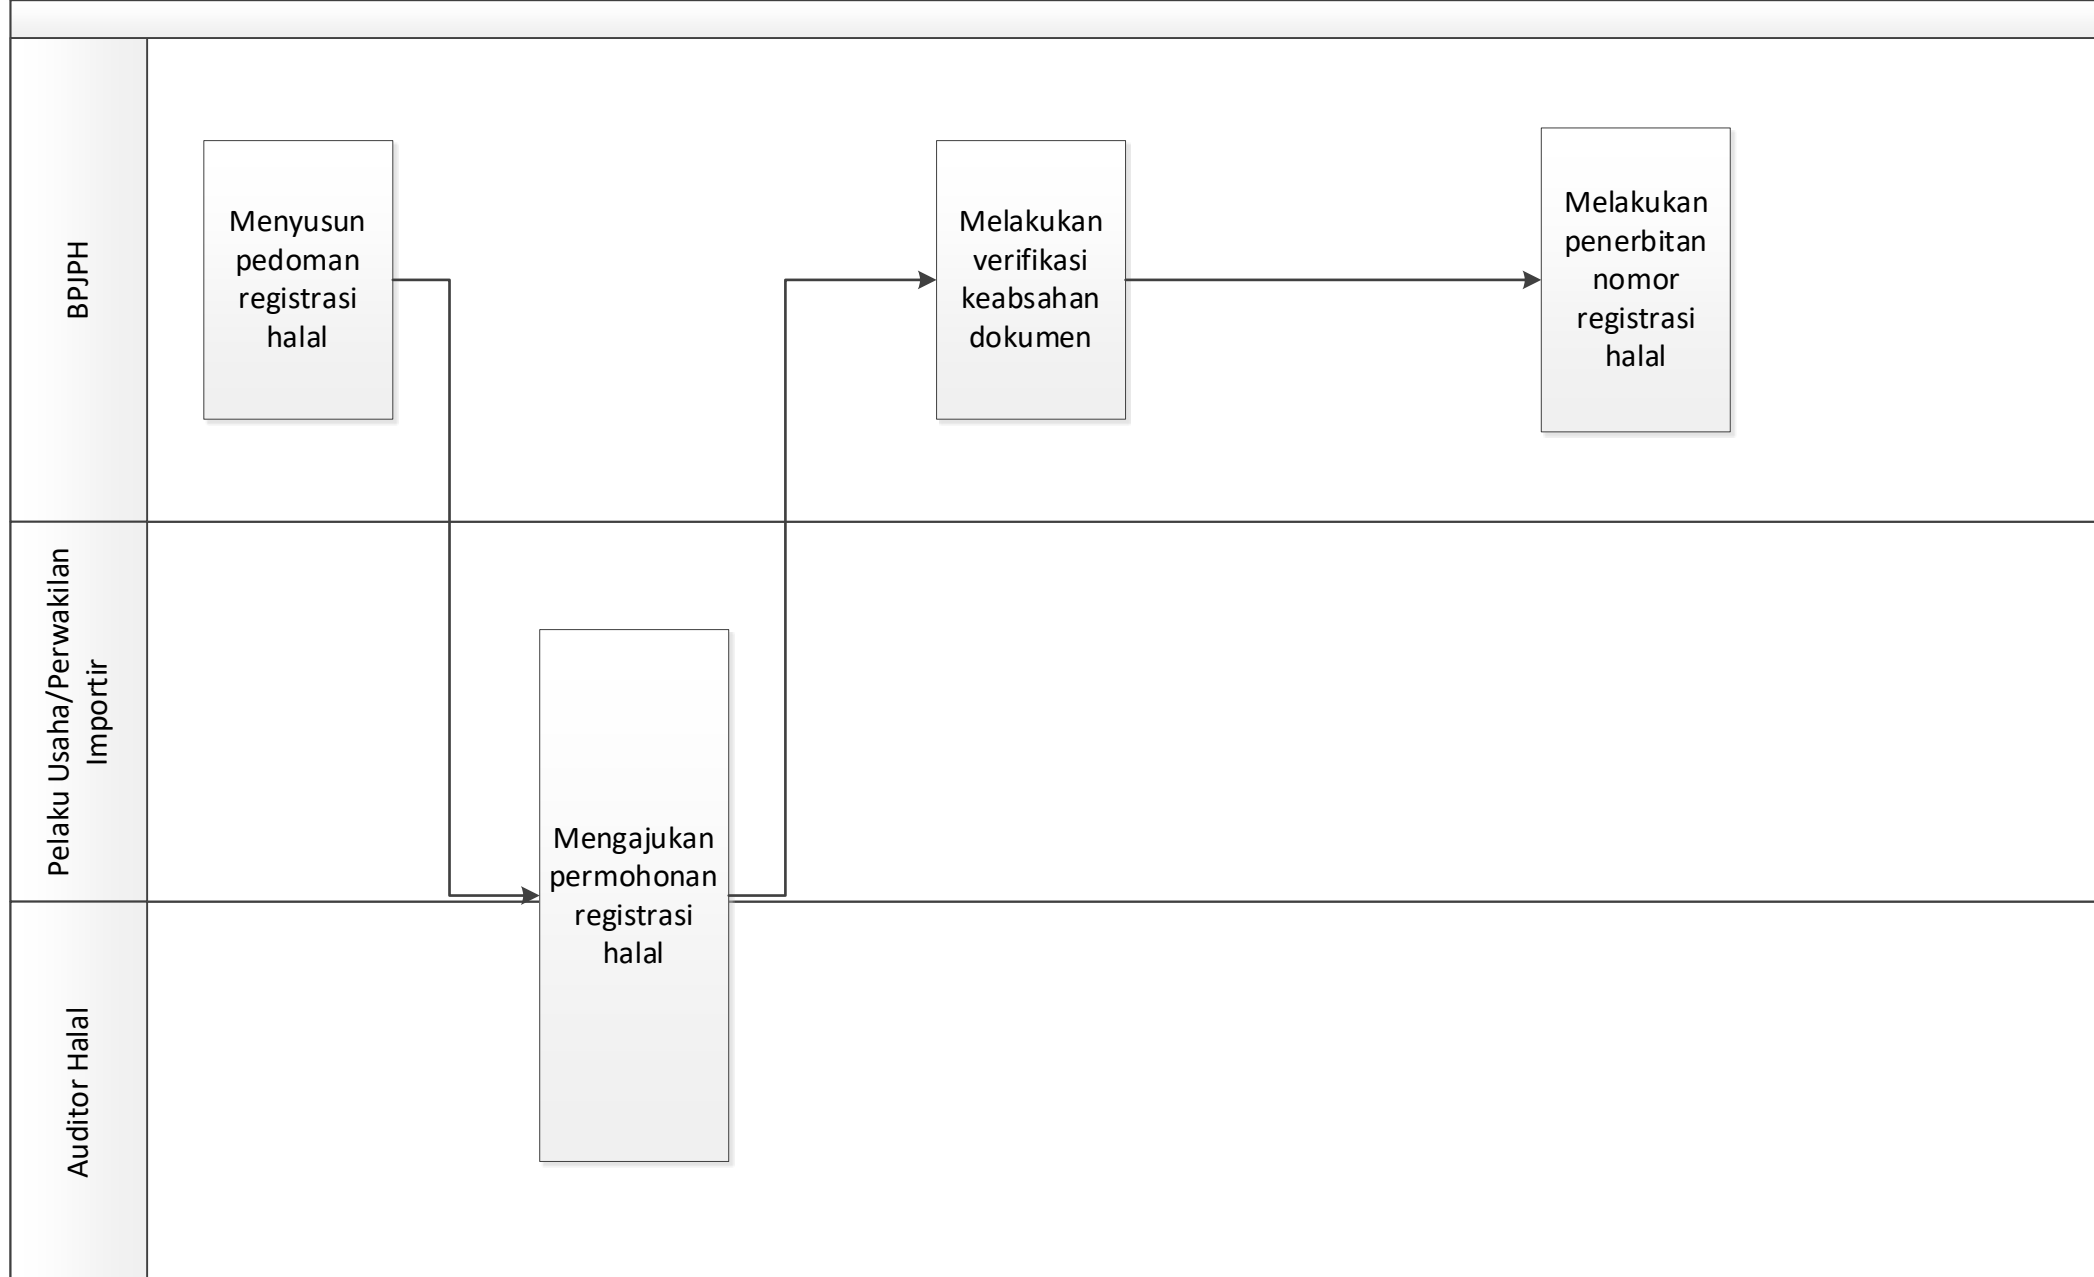 BPJPH
Menyusun
pedoman
registrasi
halal
Melakukan
verifikasi
keabsahan
dokumen
Melakukan
penerbitan
nomor
registrasi
halal
Pelaku Usaha/Perwakilan
Importir
Mengajukan
permohonan
registrasi
halal
Auditor Halal